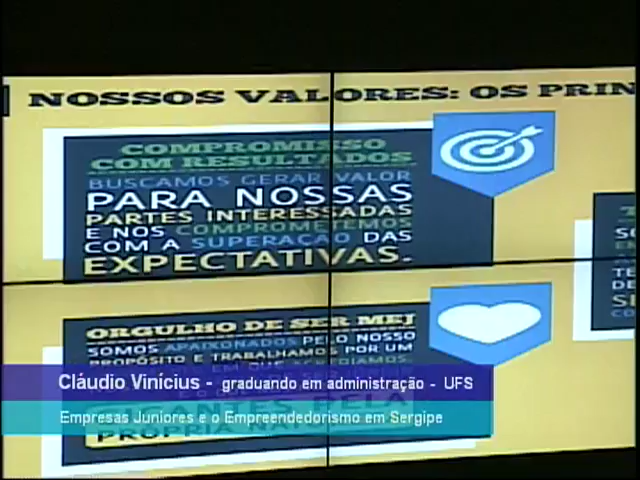 NOSSOS VALORES: OS PRIN
COMPROMISSO
COM RESULTADOS
BUSCAMOS GERAR VALOR
PARA NOSSAS
PARTES INTERESSADAS
E NOS COMPROMETEMOS
COM A SUPERAÇÃO DAS
EXPECTATIVAS.
ORGULHO DE SER MEJ
SOMOS APAIXONADOS PELO NOSSO
PROPÓSITO E TRABALHAMOS POR UM
Cláudio Vinícius - graduando em administração - UFS
Empresas Juniores e o Empreendedorismo em Sergipe